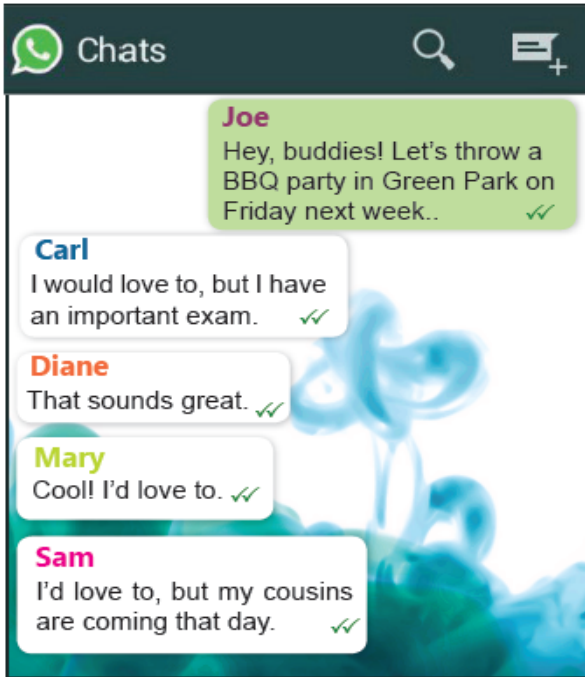 Chats
Joe
Hey, buddies! Let's throw a
BBQ party in Green Park on
Friday next week..
Carl
I would love to, but I have
an important exam.
Diane
That sounds great.
Mary
Cool! I'd love to.
Sam
I'd love to, but my cousins
are coming that day.